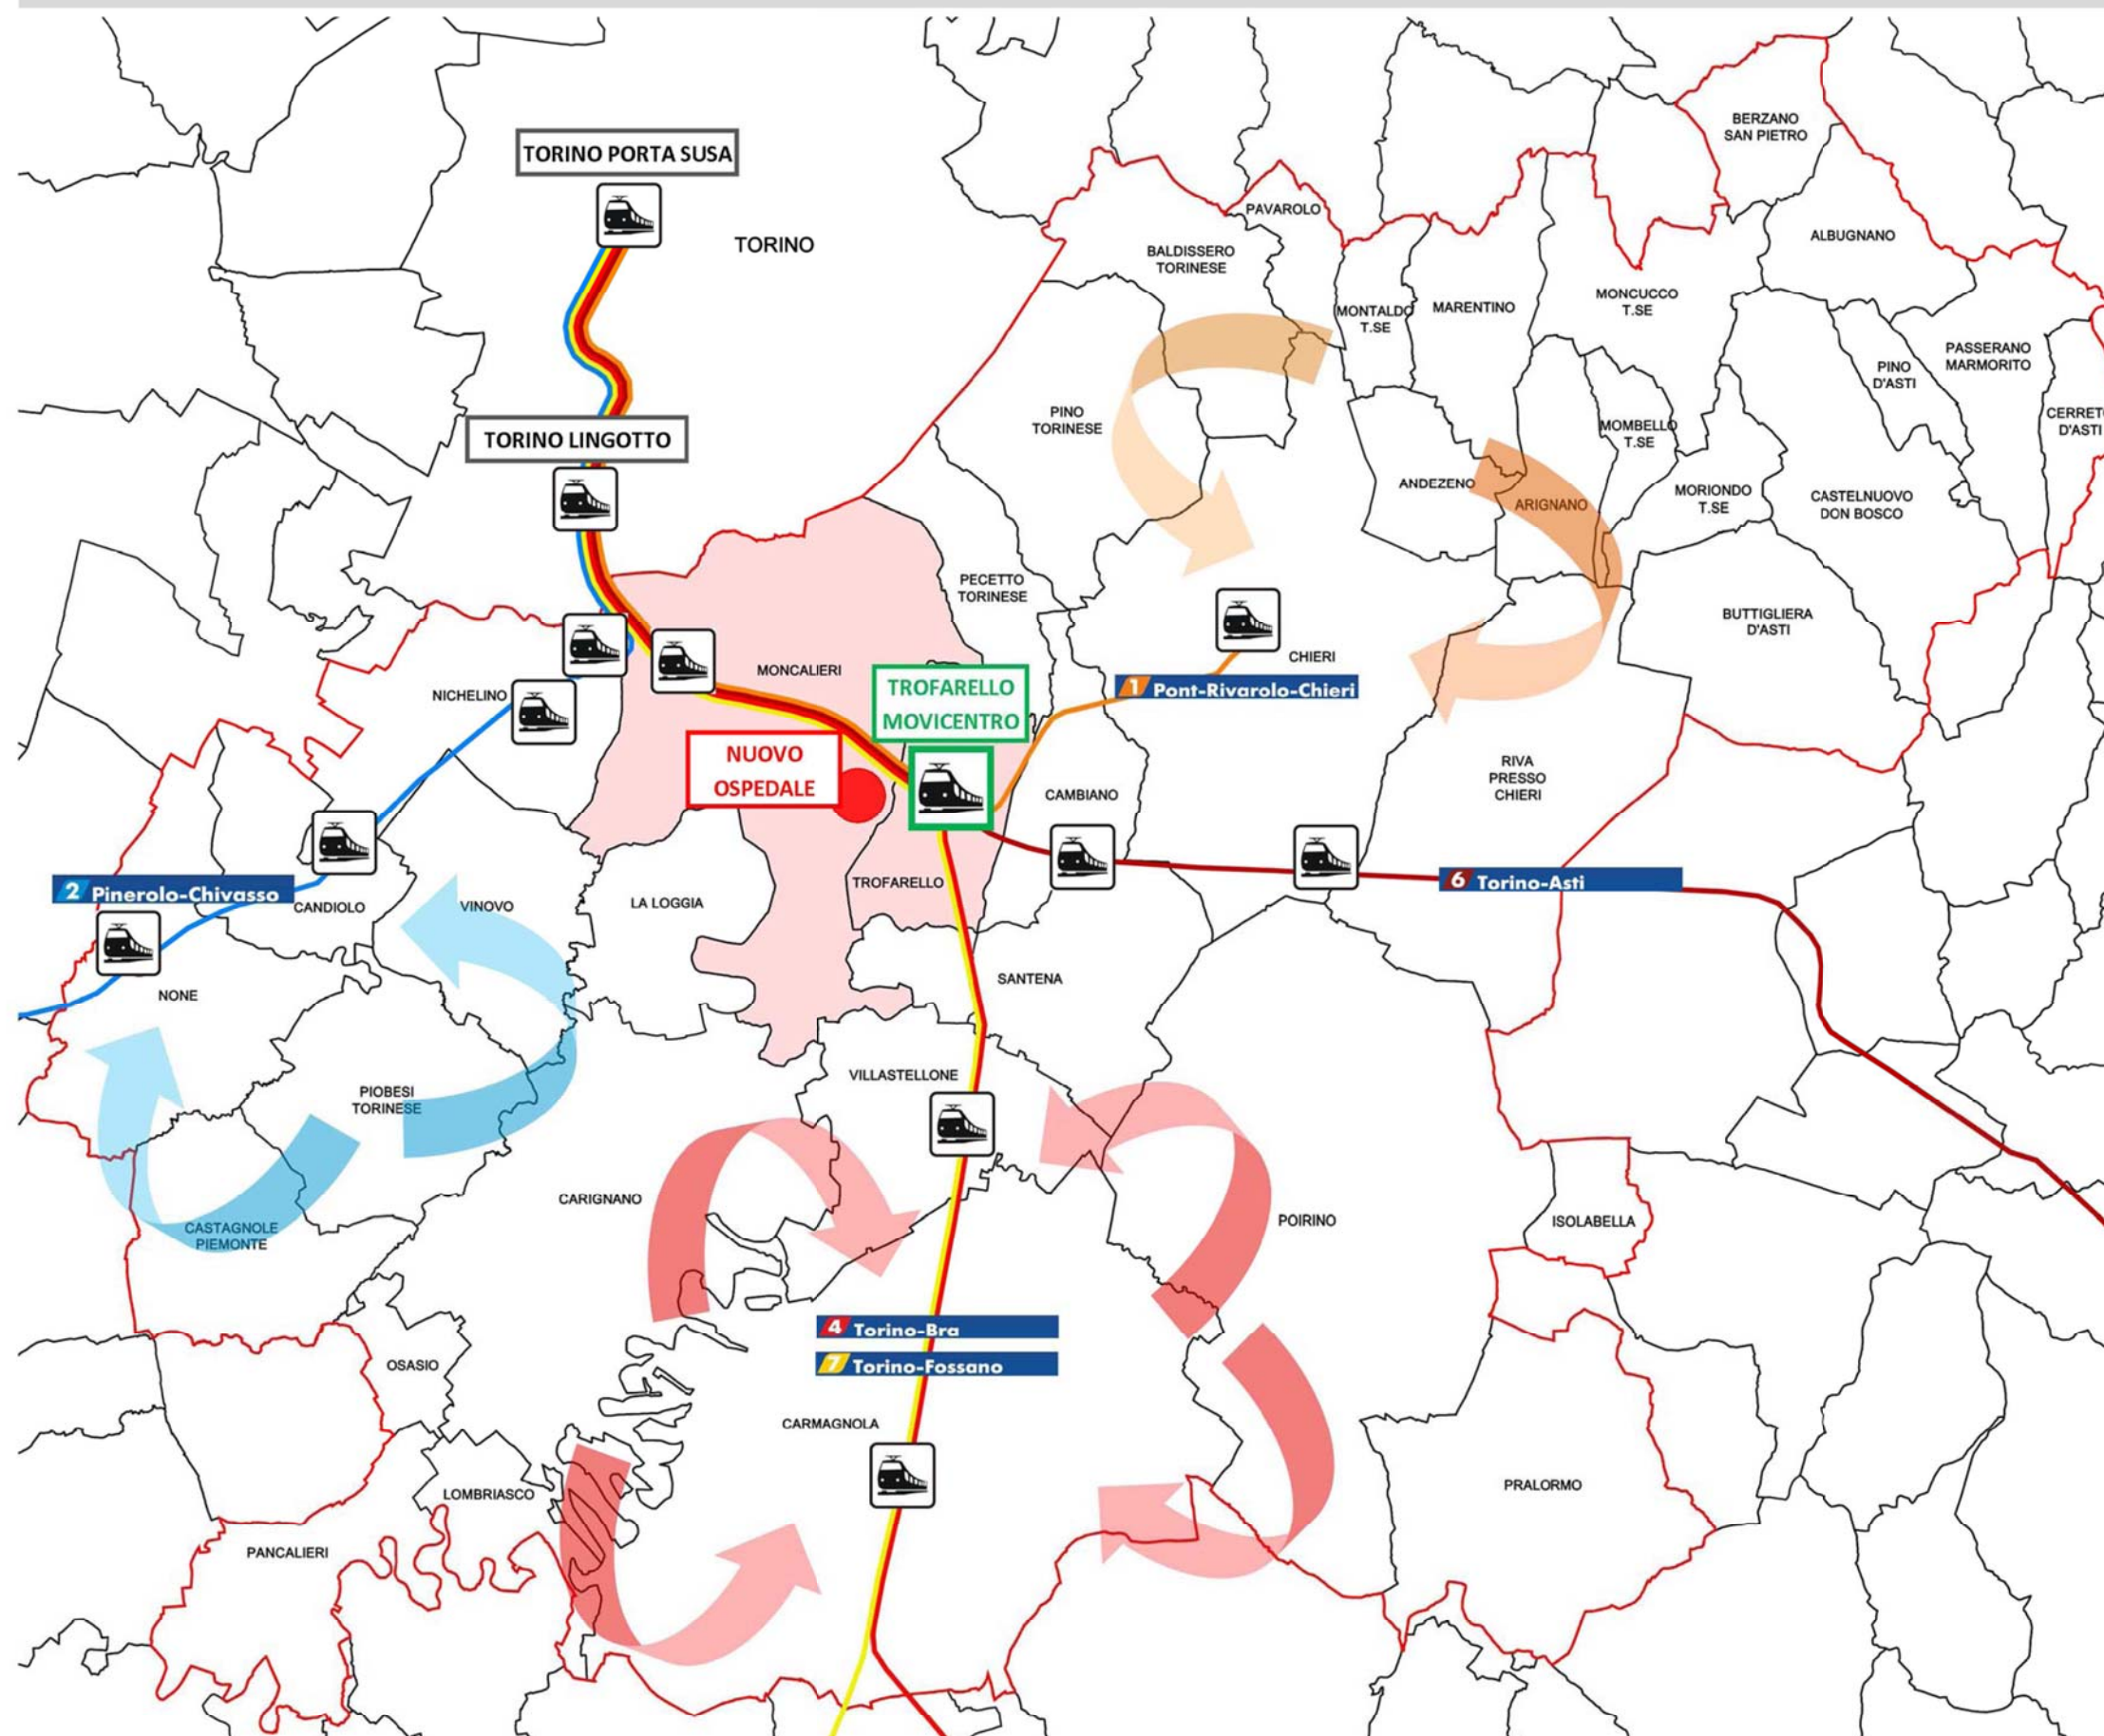 BERZANO
SAN PIETRO
TORINO PORTA SUSA
PAVAROLO
TORINO
ALBUGNANO
BALDISSERO
TORINESE
MONCUCCO
T.SE
MONTALDO
T.SE
MARENTINO
PASSERANO
MARMORITO
PINO
D'ASTI
PINO
TORINESE
CERRET
D'ASTI
MOMBELLO
T.SE
TORINO LINGOTTO
ANDEZENO
ARIGNANO
MORIONDO
T.SE
CASTELNUOVO
DON BOSCO
PECETTO
TORINESE
BUTTIGLIERA
D'ASTI
CHIERI
MONCALIERI
NICHELINO
TROFARELLO
MOVICENTRO
1 Pont-Rivarolo-Chieri
NUOVO
OSPEDALE
RIVA
PRESSO
CHIERI
CAMBIANO
TROFARELLO
6 Torino-Asti
2 Pinerolo-Chivasso
CANDIOLO
VINOVO
LA LOGGIA
SANTENA
NONE
VILLASTELLONE
PIOBESI
TORINESE
CARIGNANO
POIRINO
ISOLABELLA
CASTAGNOLE
PIEMONTE
4 Torino-Bra
7 Torino-Fossano
OSASIO
CARMAGNOLA
LOMBRIASCO
PRALORMO
PANCALIERI